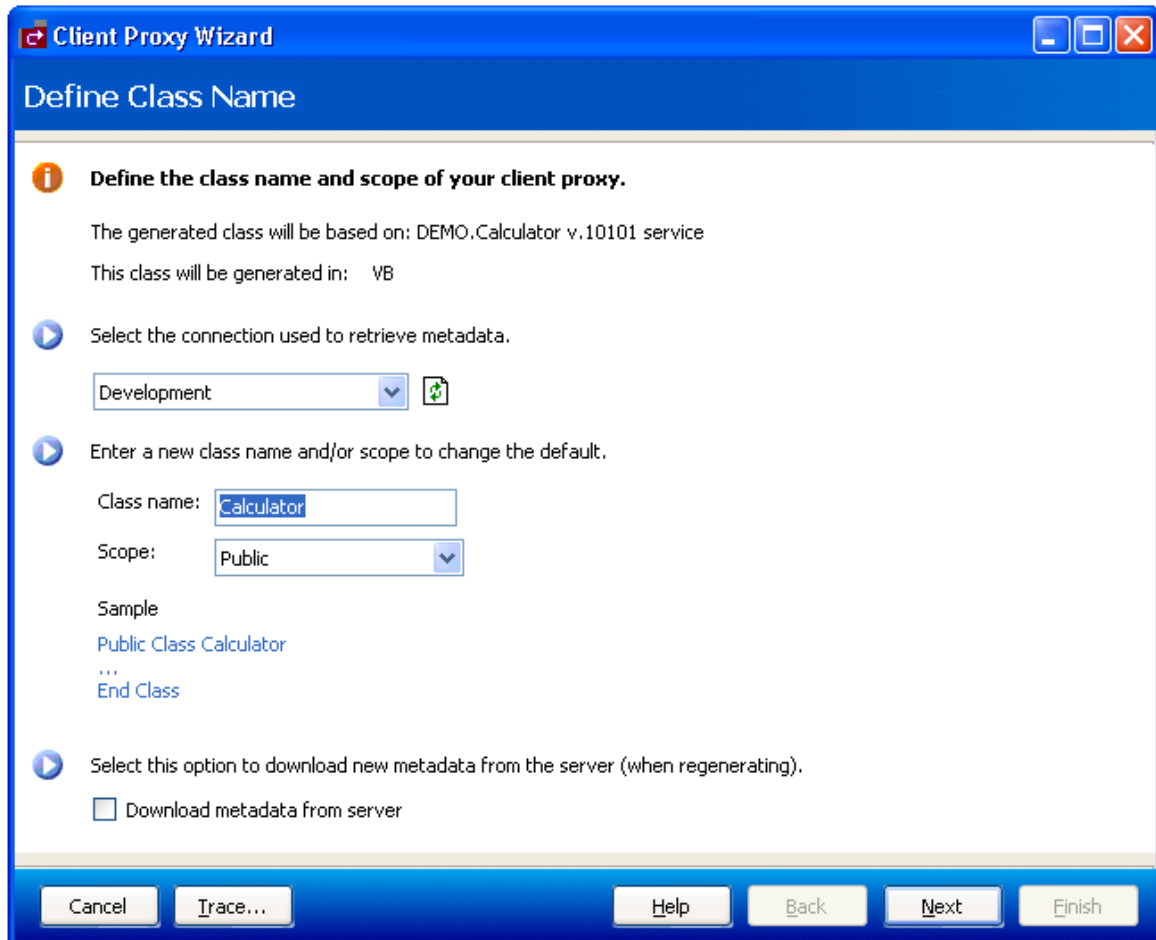 Client Proxy Wizard
Define Class Name
Define the class name and scope of your client proxy.
The generated class will be based on: DEMO.Calculator v.10101 service
This class will be generated in: VB
Select the connection used to retrieve metadata.
Development
Enter a new class name and/or scope to change the default.
Class name: Calculator
Scope: Public
Sample
Public Class Calculator
...
End Class
Select this option to download new metadata from the server (when regenerating).
Download metadata from server
Cancel Trace... Help Back Next Finish